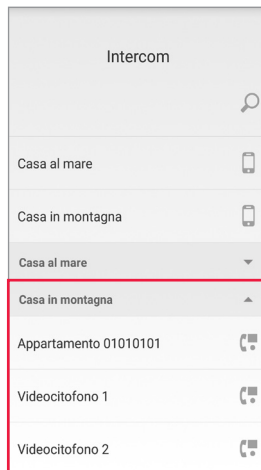 Intercom
Casa al mare
Casa in montagna
Casa al mare
Casa in montagna
Appartamento 01010101
Videocitofono 1
Videocitofono 2